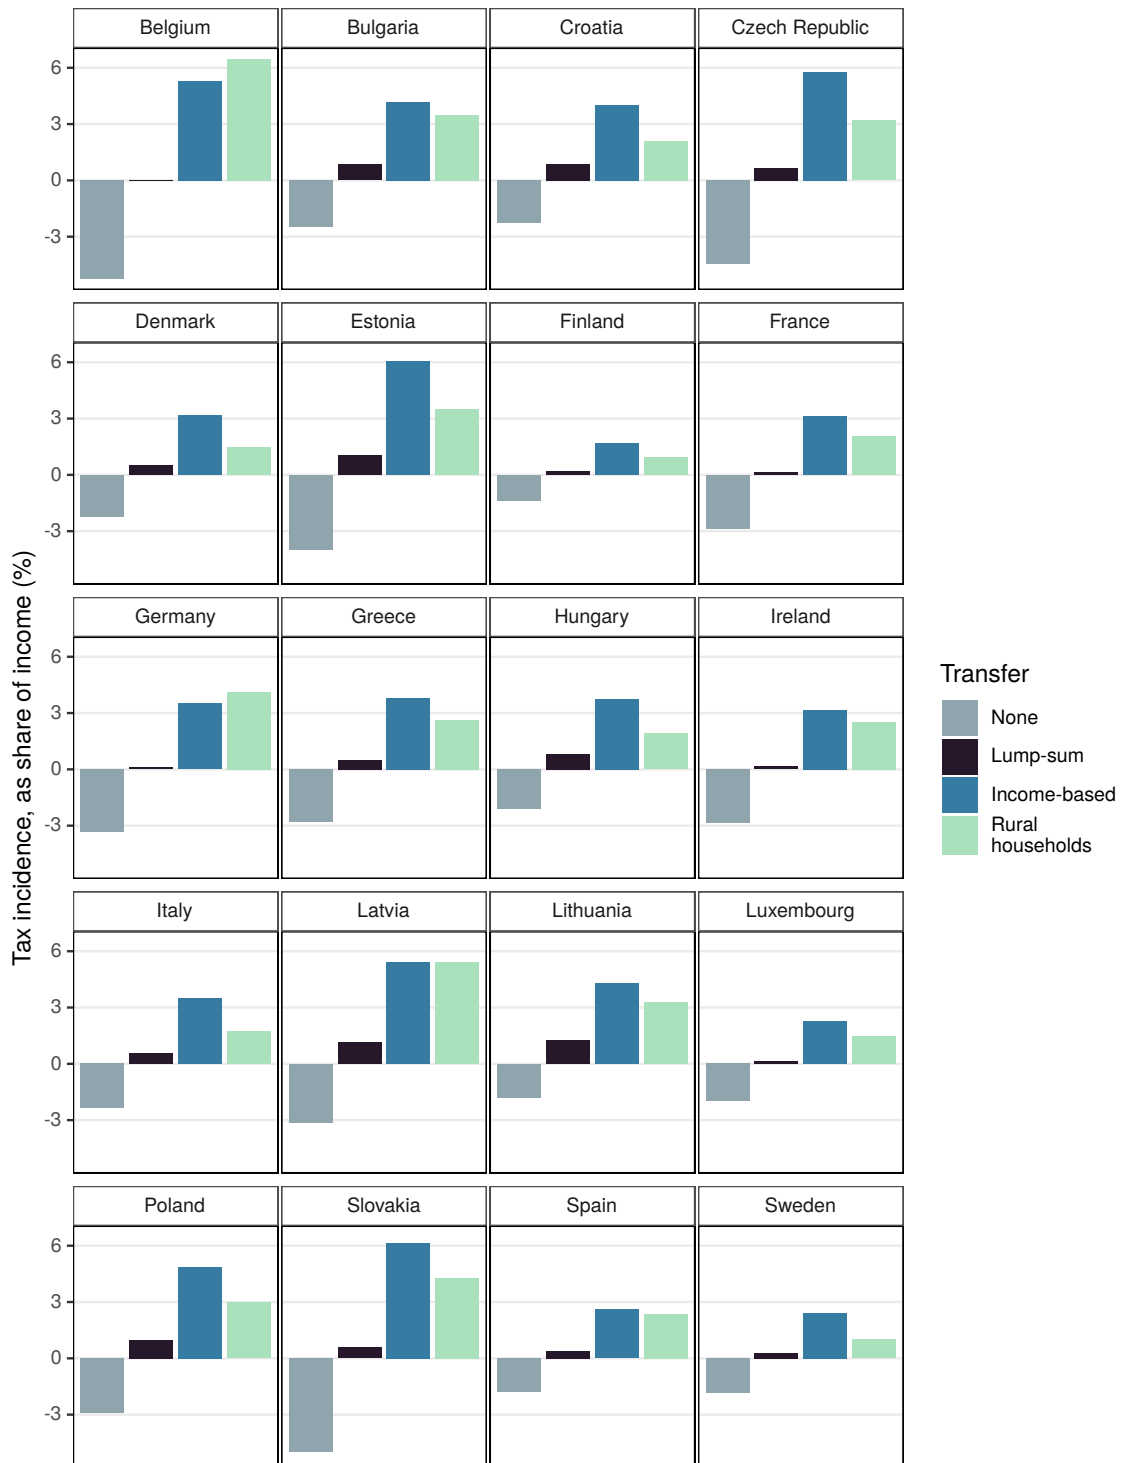 Belgium
Bulgaria
Croatia
Czech Republic
6
3
0
-3
Denmark
Estonia
Finland
France
6
3
0
-3
Germany
Greece
Hungary
Ireland
6
3
0
-3
Italy
Latvia
Lithuania
Luxembourg
6
3
0
-3
Poland
Slovakia
Spain
Sweden
6
3
0
-3
Tax incidence, as share of income (%)
Transfer
None
Lump-sum
Income-based
Rural
households